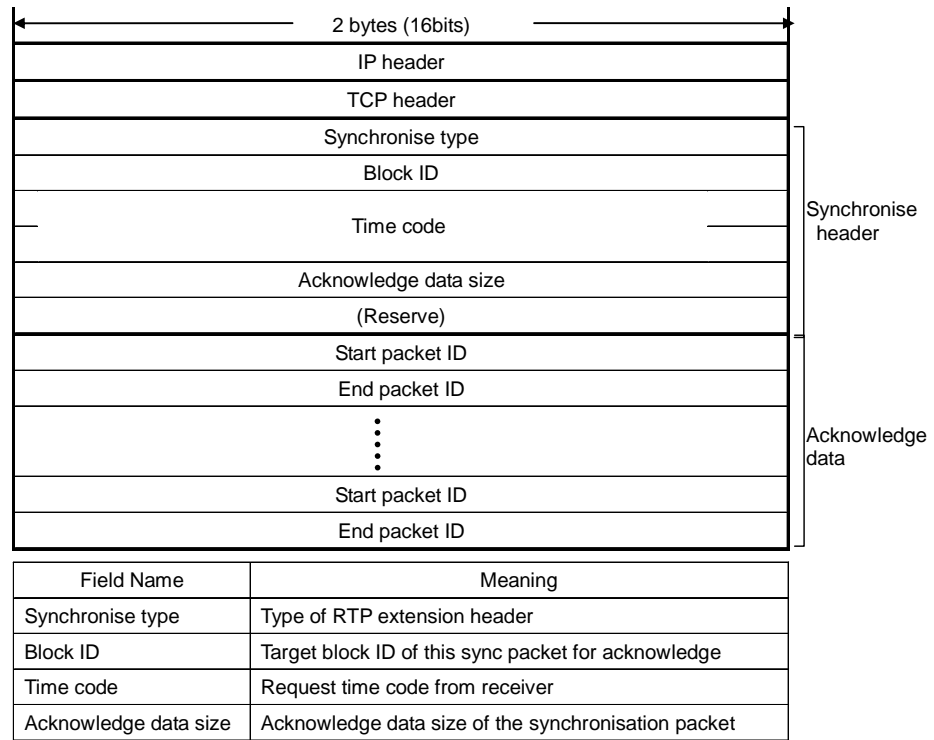 2 bytes (16bits)
IP header
TCP header
Synchronise type
Block ID
Time code
Acknowledge data size
(Reserve)
Synchronise
header
Start packet ID
End packet ID
Start packet ID
End packet ID
Acknowledge
data
Field Name Meaning
Synchronise type Type of RTP extension header
Block ID Target block ID of this sync packet for acknowledge
Time code Request time code from receiver
Acknowledge data size Acknowledge data size of the synchronisation packet